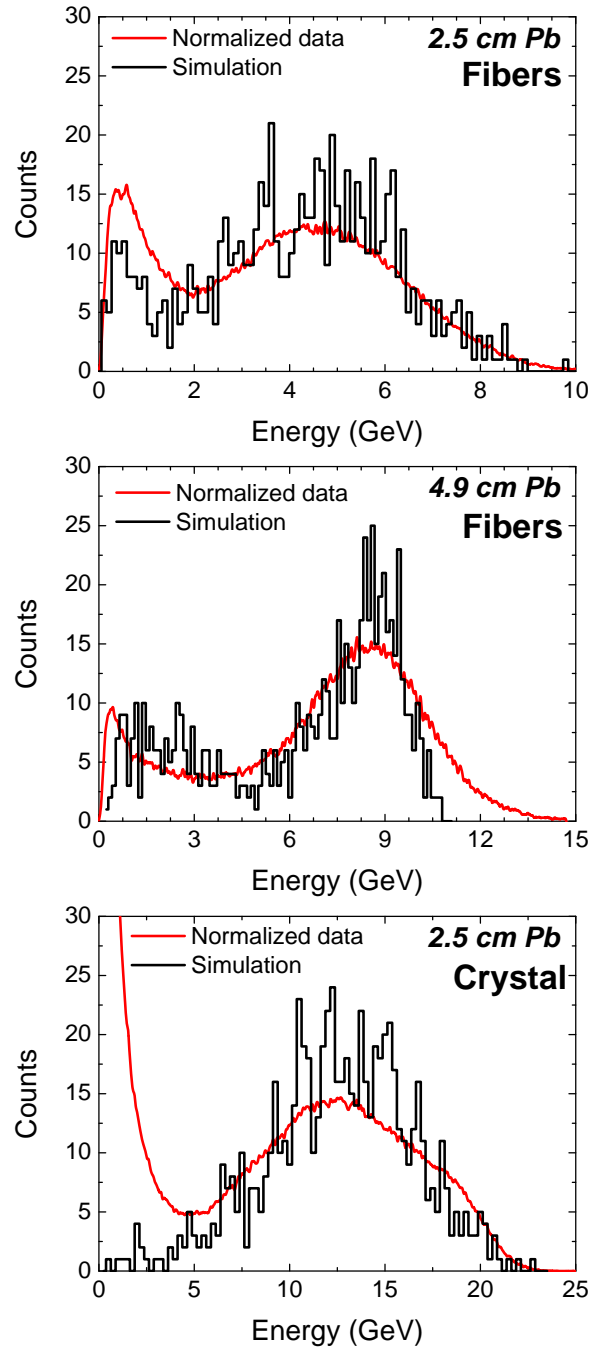 30
25
20
15
10
5
0
Counts
Normalized data
Simulation
2.5 cm Pb
Fibers
0 2 4 6 8 10
Energy (GeV)
30
25
20
15
10
5
0
Counts
Normalized data
Simulation
4.9 cm Pb
Fibers
0 3 6 9 12 15
Energy (GeV)
30
25
20
15
10
5
0
Counts
Normalized data
Simulation
2.5 cm Pb
Crystal
0 5 10 15 20 25
Energy (GeV)